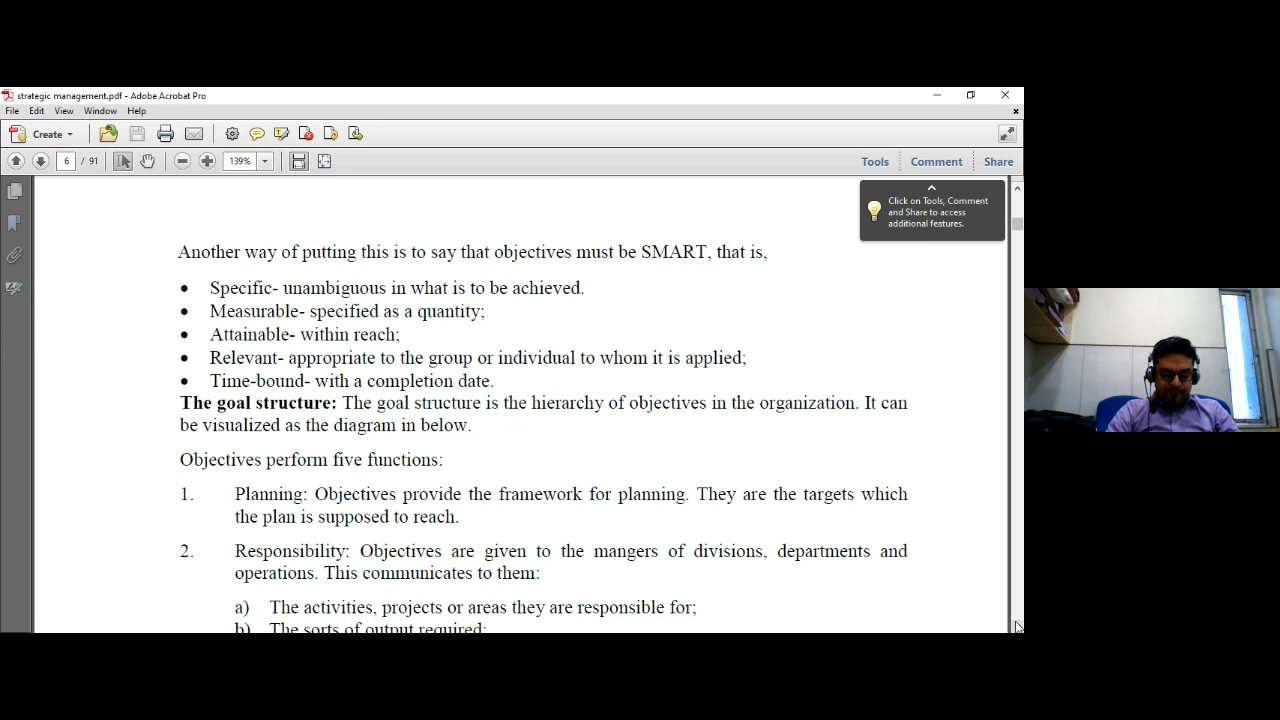 strategic management.pdf - Adobe Acrobat Pro
File Edit View Window Help
Create
6 / 91 139% Tools Comment Share
Click on Tools, Comment
and Share to access
additional features.
Another way of putting this is to say that objectives must be SMART, that is,
• Specific- unambiguous in what is to be achieved.
• Measurable- specified as a quantity;
• Attainable- within reach;
• Relevant- appropriate to the group or individual to whom it is applied;
• Time-bound- with a completion date.
The goal structure: The goal structure is the hierarchy of objectives in the organization. It can
be visualized as the diagram in below.
Objectives perform five functions:
1. Planning: Objectives provide the framework for planning. They are the targets which
the plan is supposed to reach.
2. Responsibility: Objectives are given to the mangers of divisions, departments and
operations. This communicates to them:
a) The activities, projects or areas they are responsible for;
b) The sorts of output required;